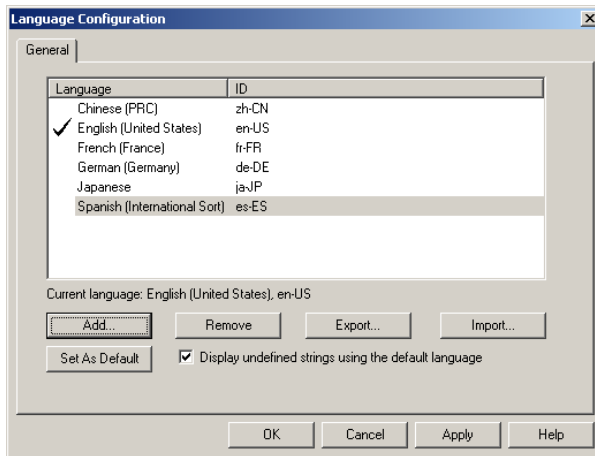 Language Configuration
General
Language ID
Chinese (PRC) zh-CN
English (United States) en-US
French (France) fr-FR
German (Germany) de-DE
Japanese ja-JP
Spanish (International Sort) es-ES
Current language: English (United States), en-US
Add... Remove Export... Import...
Set As Default Display undefined strings using the default language
OK Cancel Apply Help